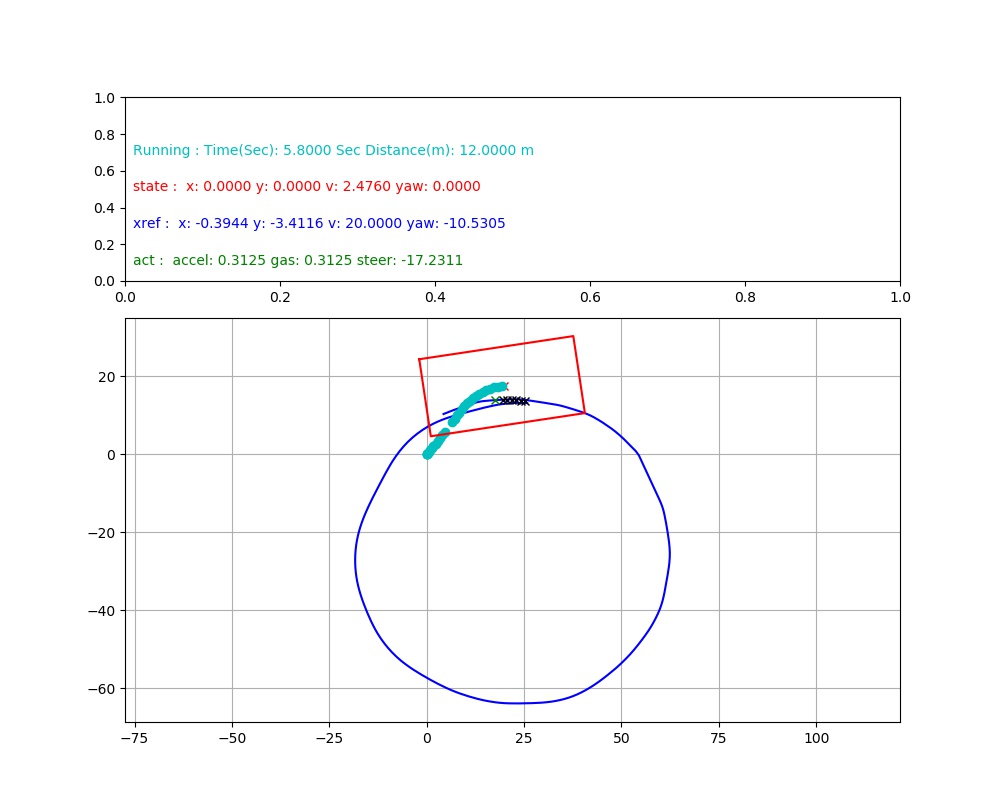 1.0
0.8
Running : Time(Sec): 5.8000 Sec Distance(m): 12.0000 m
0.6
state :  x: 0.0000 y: 0.0000 v: 2.4760 yaw: 0.0000
0.4
xref :  x: -0.3944 y: -3.4116 v: 20.0000 yaw: -10.5305
0.2
act :  accel: 0.3125 gas: 0.3125 steer: -17.2311
0.0
0.0 0.2 0.4 0.6 0.8 1.0
20
0
−20
−40
−60
−75 −50 −25 0 25 50 75 100